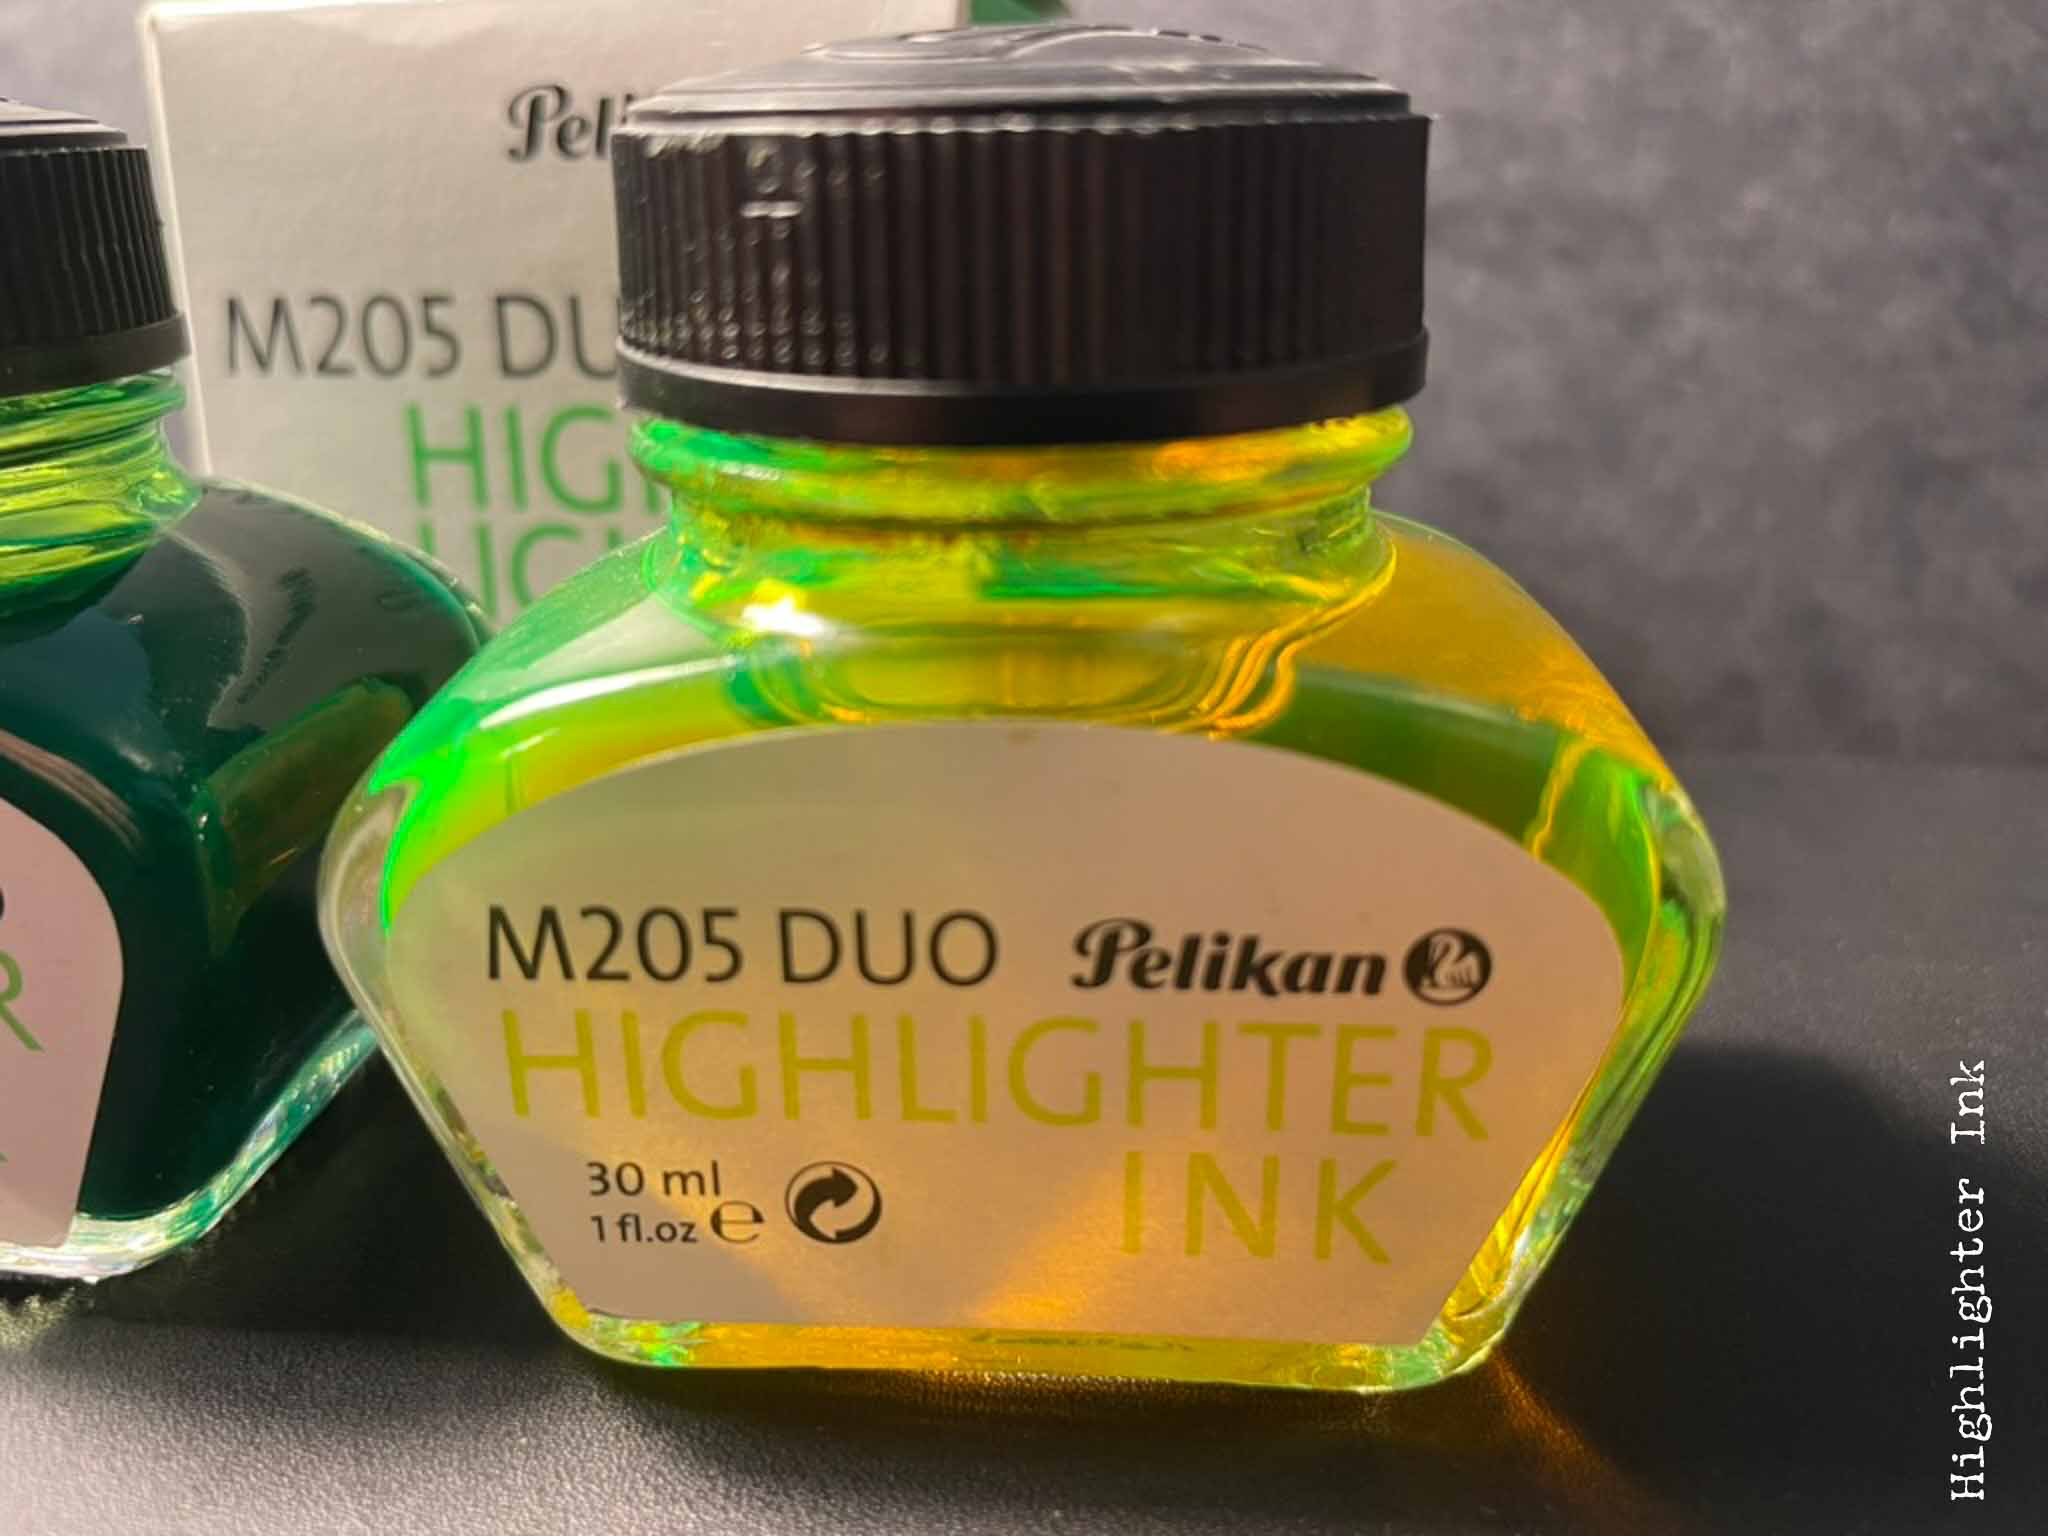 M205 DU
HIG
M205 DUO Pelikan
HIGHLIGHTER
INK
30 ml
1 fl.oz ℮
Highlighter Ink